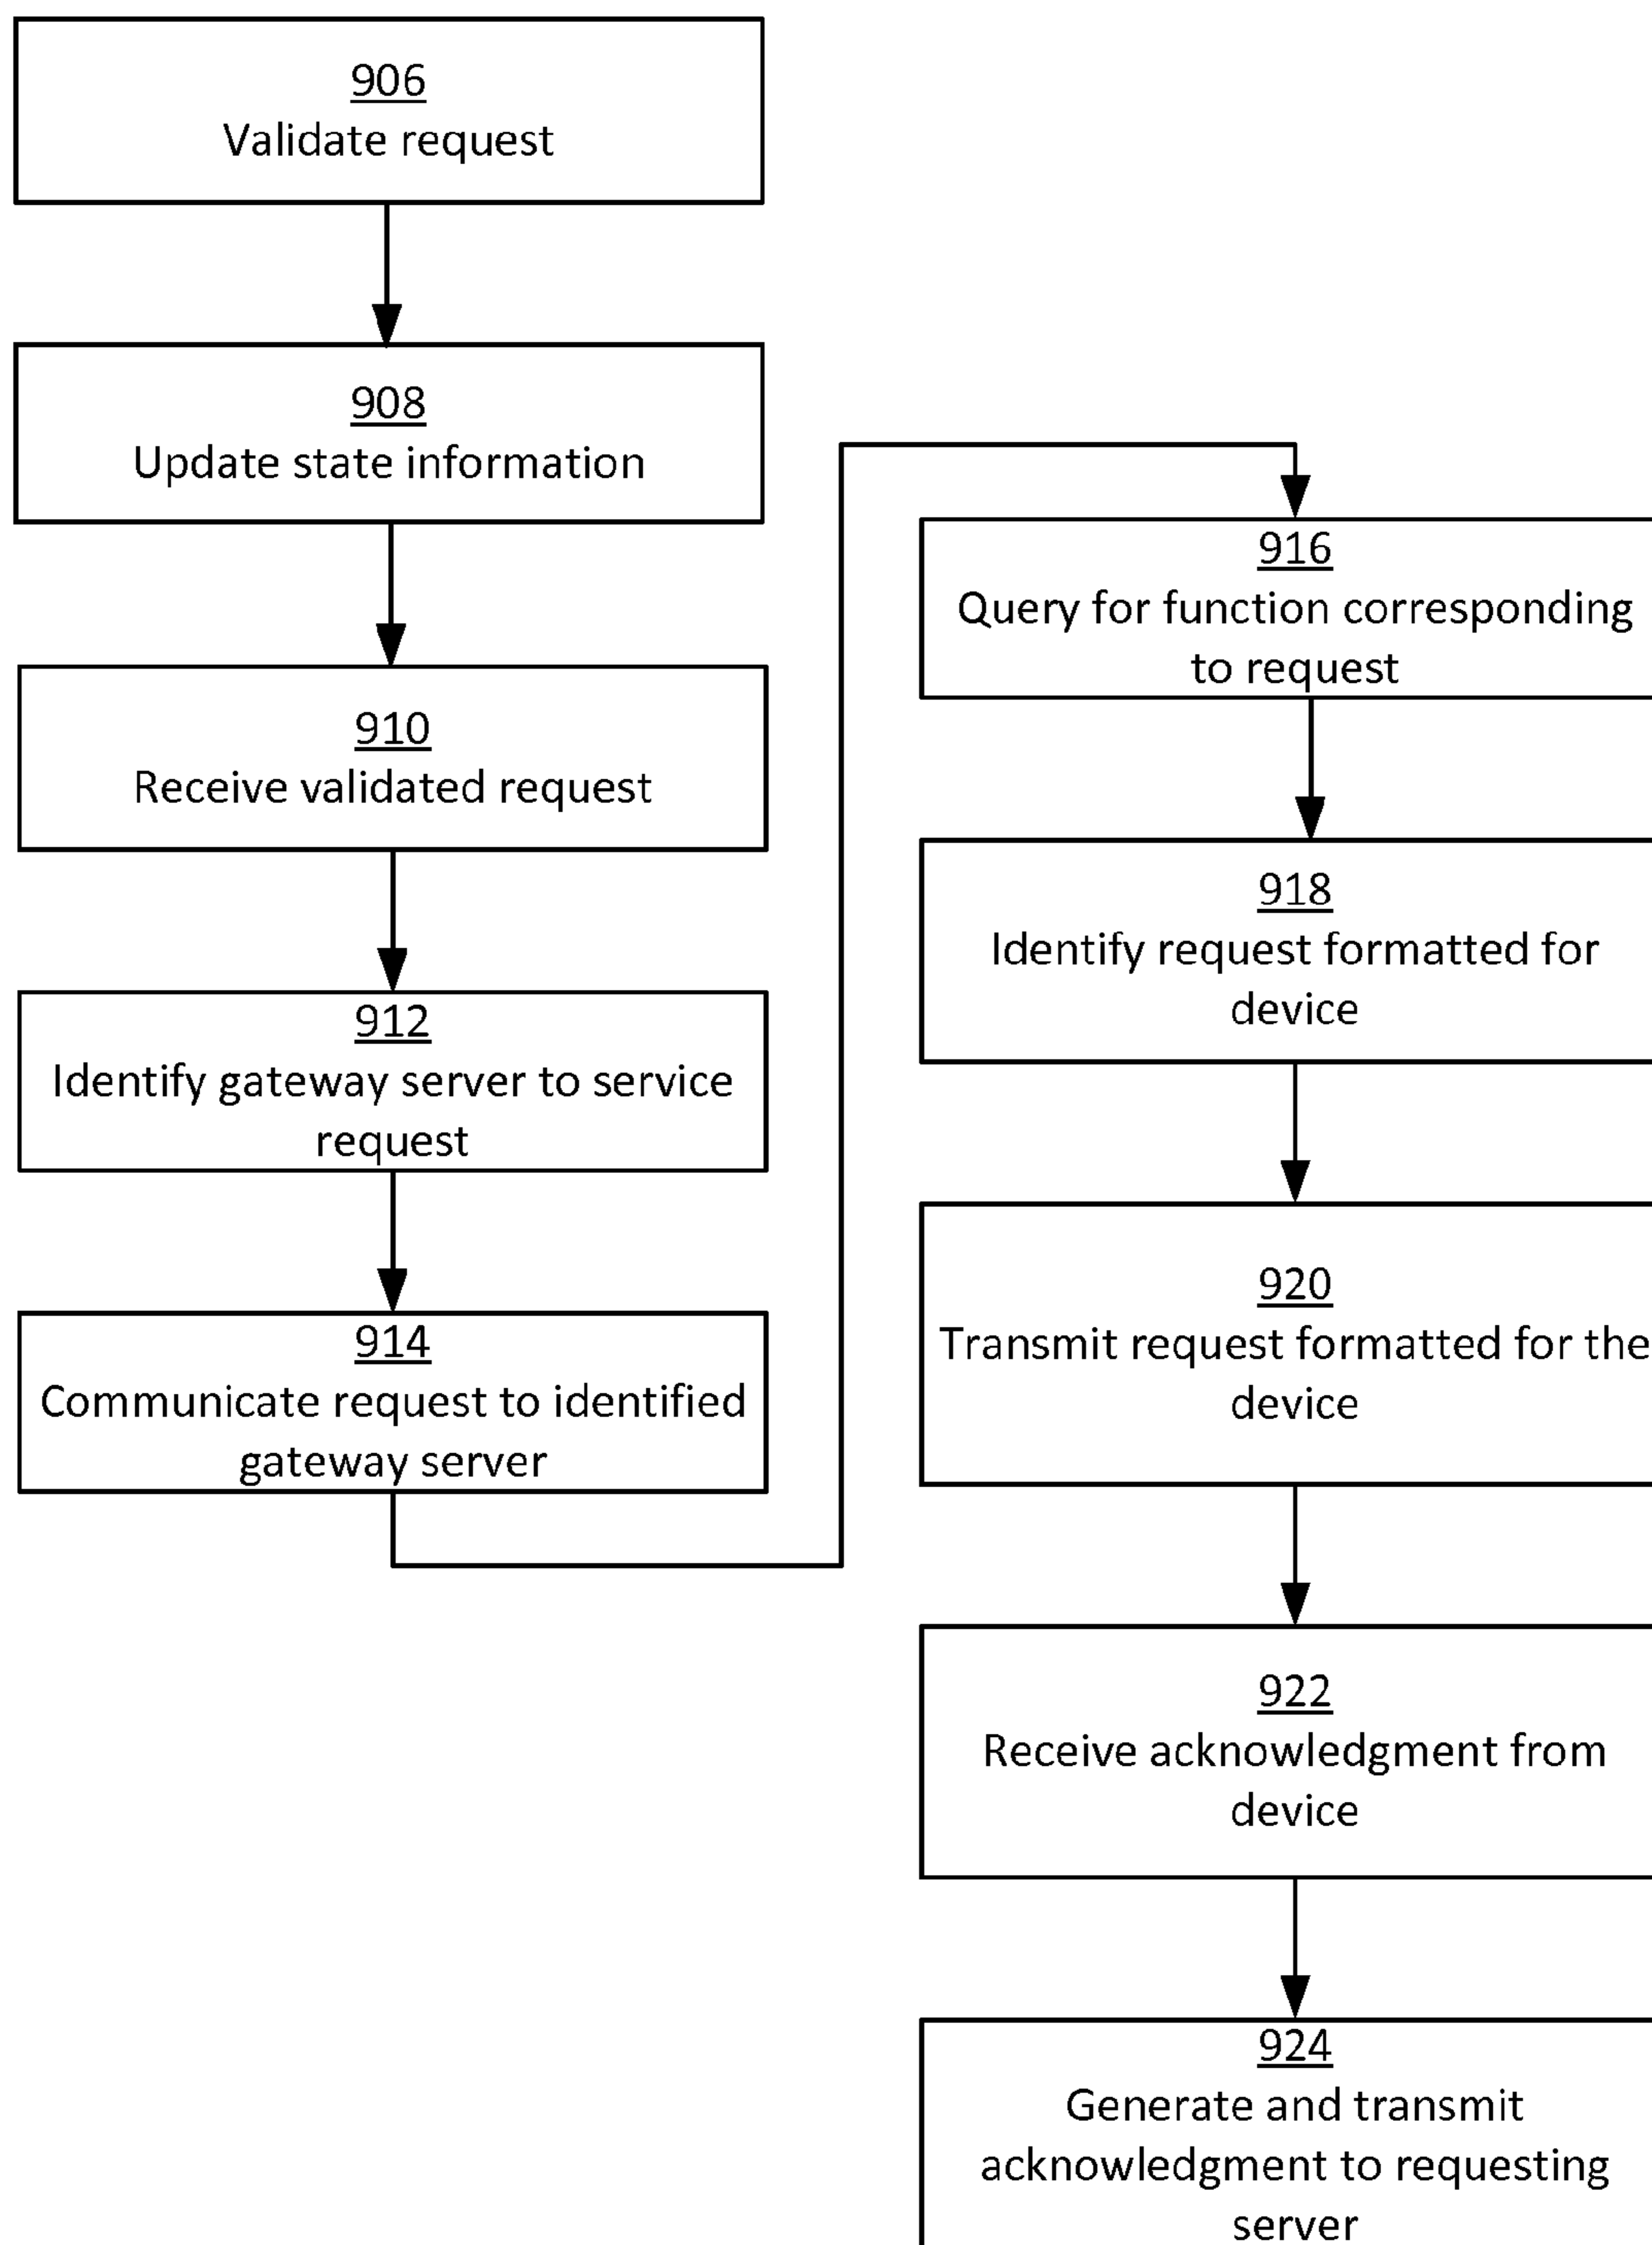 906
Validate request
908
Update state information
910
Receive validated request
912
Identify gateway server to service
request
914
Communicate request to identified
gateway server
916
Query for function corresponding
to request
918
Identify request formatted for
device
920
Transmit request formatted for the
device
922
Receive acknowledgment from
device
924
Generate and transmit
acknowledgment to requesting
server